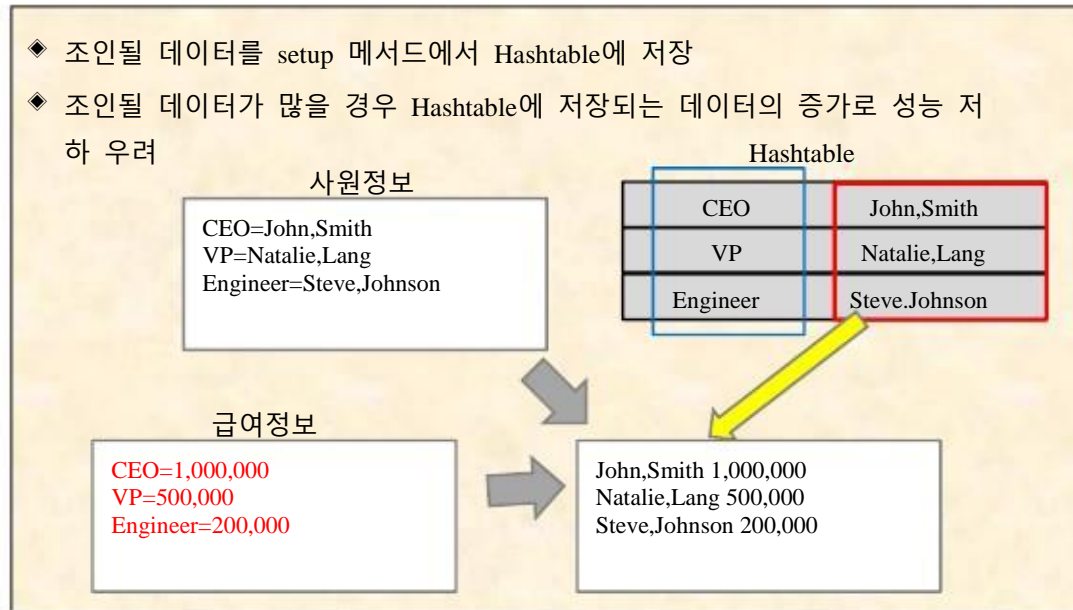 ◈ 조인될 데이터를 setup 메서드에서 Hashtable에 저장
◈ 조인될 데이터가 많을 경우 Hashtable에 저장되는 데이터의 증가로 성능 저
하 우려
Hashtable
CEO John,Smith
VP Natalie,Lang
Engineer Steve.Johnson
사원정보
CEO=John,Smith
VP=Natalie,Lang
Engineer=Steve,Johnson
급여정보
CEO=1,000,000
VP=500,000
Engineer=200,000
John,Smith 1,000,000
Natalie,Lang 500,000
Steve,Johnson 200,000